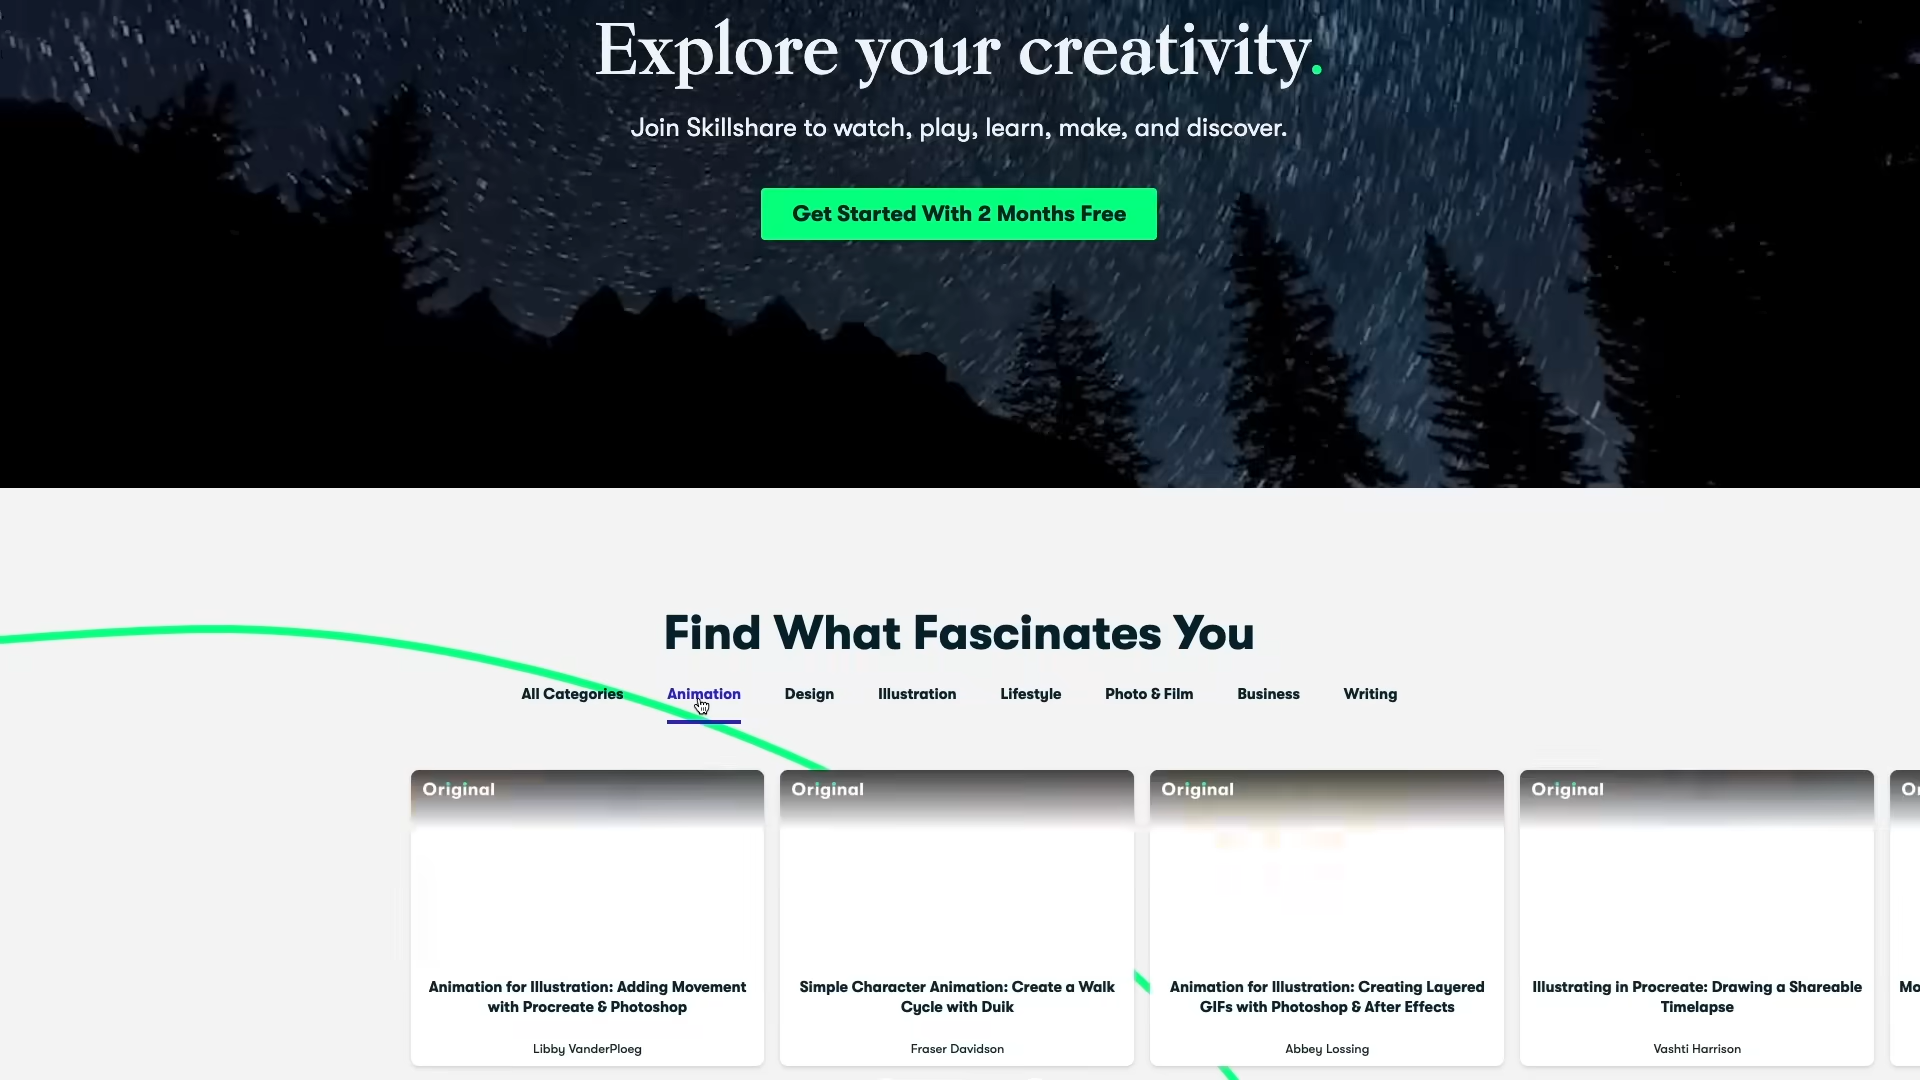 Explore your creativity.
Join Skillshare to watch, play, learn, make, and discover.
Get Started With 2 Months Free
Find What Fascinates You
All Categories Animation Design Illustration Lifestyle Photo & Film Business Writing
Original Original Original Original
Animation for Illustration: Adding Movement
with Procreate & Photoshop
Libby VanderPloeg
Simple Character Animation: Create a Walk
Cycle with Duik
Fraser Davidson
Animation for Illustration: Creating Layered
GIFs with Photoshop & After Effects
Abbey Lossing
Illustrating in Procreate: Drawing a Shareable
Timelapse
Vashti Harrison